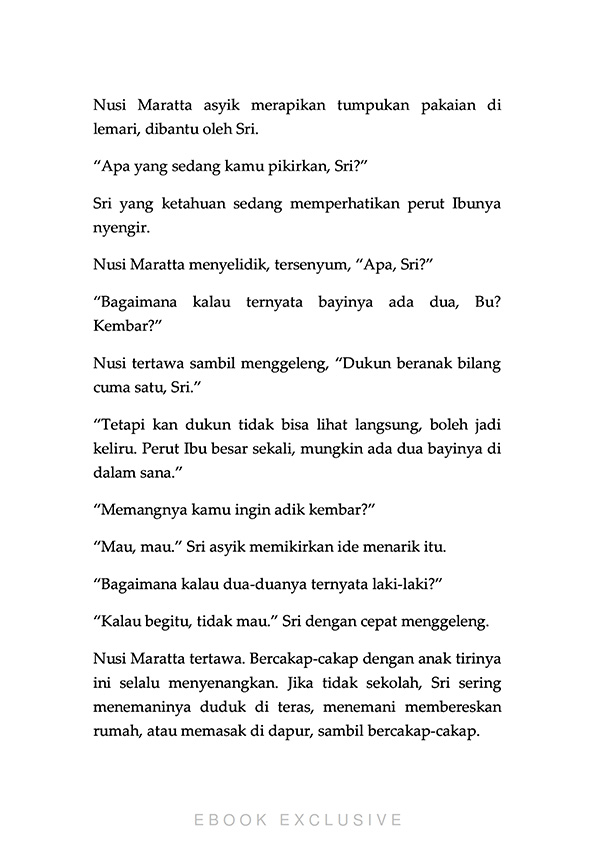 Nusi Maratta asyik merapikan tumpukan pakaian di
lemari, dibantu oleh Sri.
“Apa yang sedang kamu pikirkan, Sri?”
Sri yang ketahuan sedang memperhatikan perut Ibunya
nyengir.
Nusi Maratta menyelidik, tersenyum, “Apa, Sri?”
“Bagaimana kalau ternyata bayinya ada dua, Bu?
Kembar?”
Nusi tertawa sambil menggeleng, “Dukun beranak bilang
cuma satu, Sri.”
“Tetapi kan dukun tidak bisa lihat langsung, boleh jadi
keliru. Perut Ibu besar sekali, mungkin ada dua bayinya di
dalam sana.”
“Memangnya kamu ingin adik kembar?”
“Mau, mau.” Sri asyik memikirkan ide menarik itu.
“Bagaimana kalau dua-duanya ternyata laki-laki?”
“Kalau begitu, tidak mau.” Sri dengan cepat menggeleng.
Nusi Maratta tertawa. Bercakap-cakap dengan anak tirinya
ini selalu menyenangkan. Jika tidak sekolah, Sri sering
menemaninya duduk di teras, menemani membereskan
rumah, atau memasak di dapur, sambil bercakap-cakap.
EBOOK EXCLUSIVE